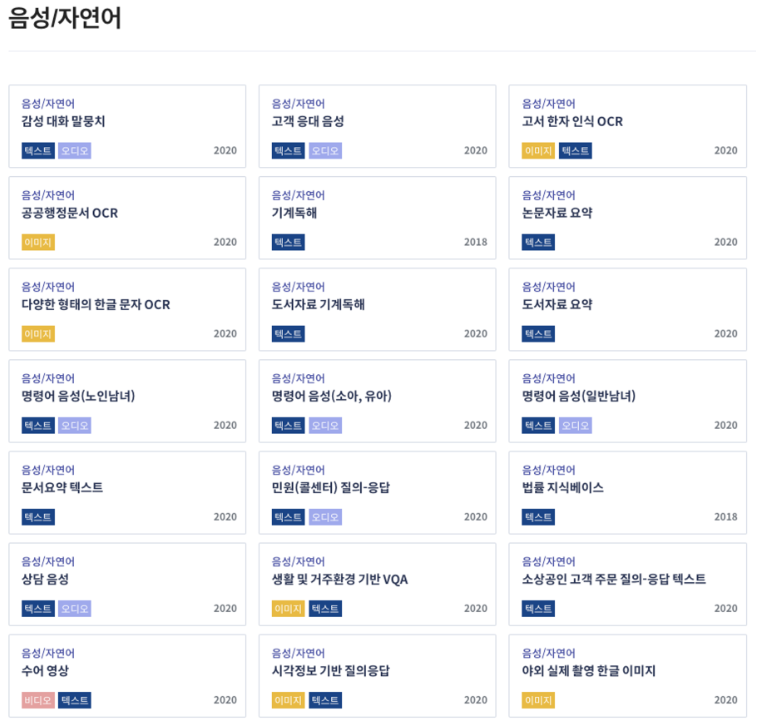 음성/자연어
음성/자연어
감성 대화 말뭉치
텍스트 오디오 2020
음성/자연어
고객 응대 음성
텍스트 오디오 2020
음성/자연어
고서 한자 인식 OCR
이미지 텍스트 2020
음성/자연어
공공행정문서 OCR
이미지 2020
음성/자연어
기계독해
텍스트 2018
음성/자연어
논문자료 요약
텍스트 2020
음성/자연어
다양한 형태의 한글 문자 OCR
이미지 2020
음성/자연어
도서자료 기계독해
텍스트 2020
음성/자연어
도서자료 요약
텍스트 2020
음성/자연어
명령어 음성(노인남녀)
텍스트 오디오 2020
음성/자연어
명령어 음성(소아, 유아)
텍스트 오디오 2020
음성/자연어
명령어 음성(일반남녀)
텍스트 오디오 2020
음성/자연어
문서요약 텍스트
텍스트 2020
음성/자연어
민원(콜센터) 질의-응답
텍스트 오디오 2020
음성/자연어
법률 지식베이스
텍스트 2018
음성/자연어
상담 음성
텍스트 오디오 2020
음성/자연어
생활 및 거주환경 기반 VQA
이미지 텍스트 2020
음성/자연어
소상공인 고객 주문 질의-응답 텍스트
텍스트 2020
음성/자연어
수어 영상
비디오 텍스트 2020
음성/자연어
시각정보 기반 질의응답
이미지 텍스트 2020
음성/자연어
야외 실제 촬영 한글 이미지
이미지 2020